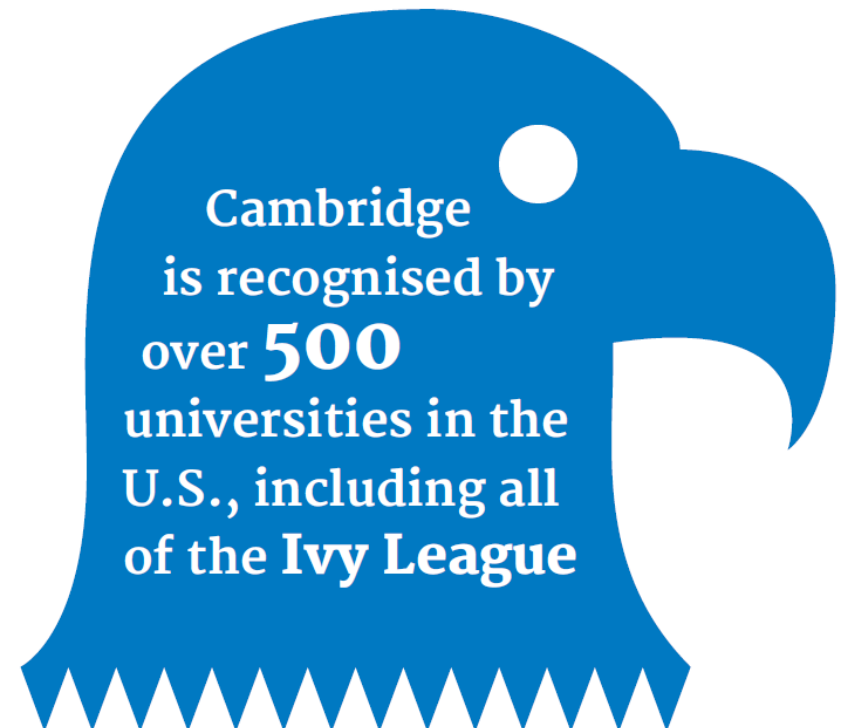 Cambridge
is recognised by
over 500
universities in the
U.S., including all
of the Ivy League